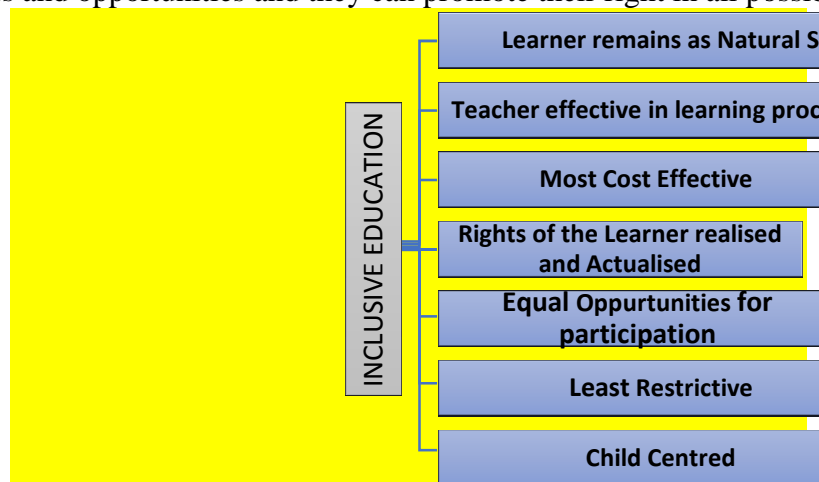 s and opportunities and they can promote their right in all
Learner remains as Natural S
Teacher effective in learning proc
Most Cost Effective
Rights of the Learner realised
and Actualised
INCLUSIVE EDUCATION
Equal Oppurtunities for
participation
Least Restrictive
Child Centred